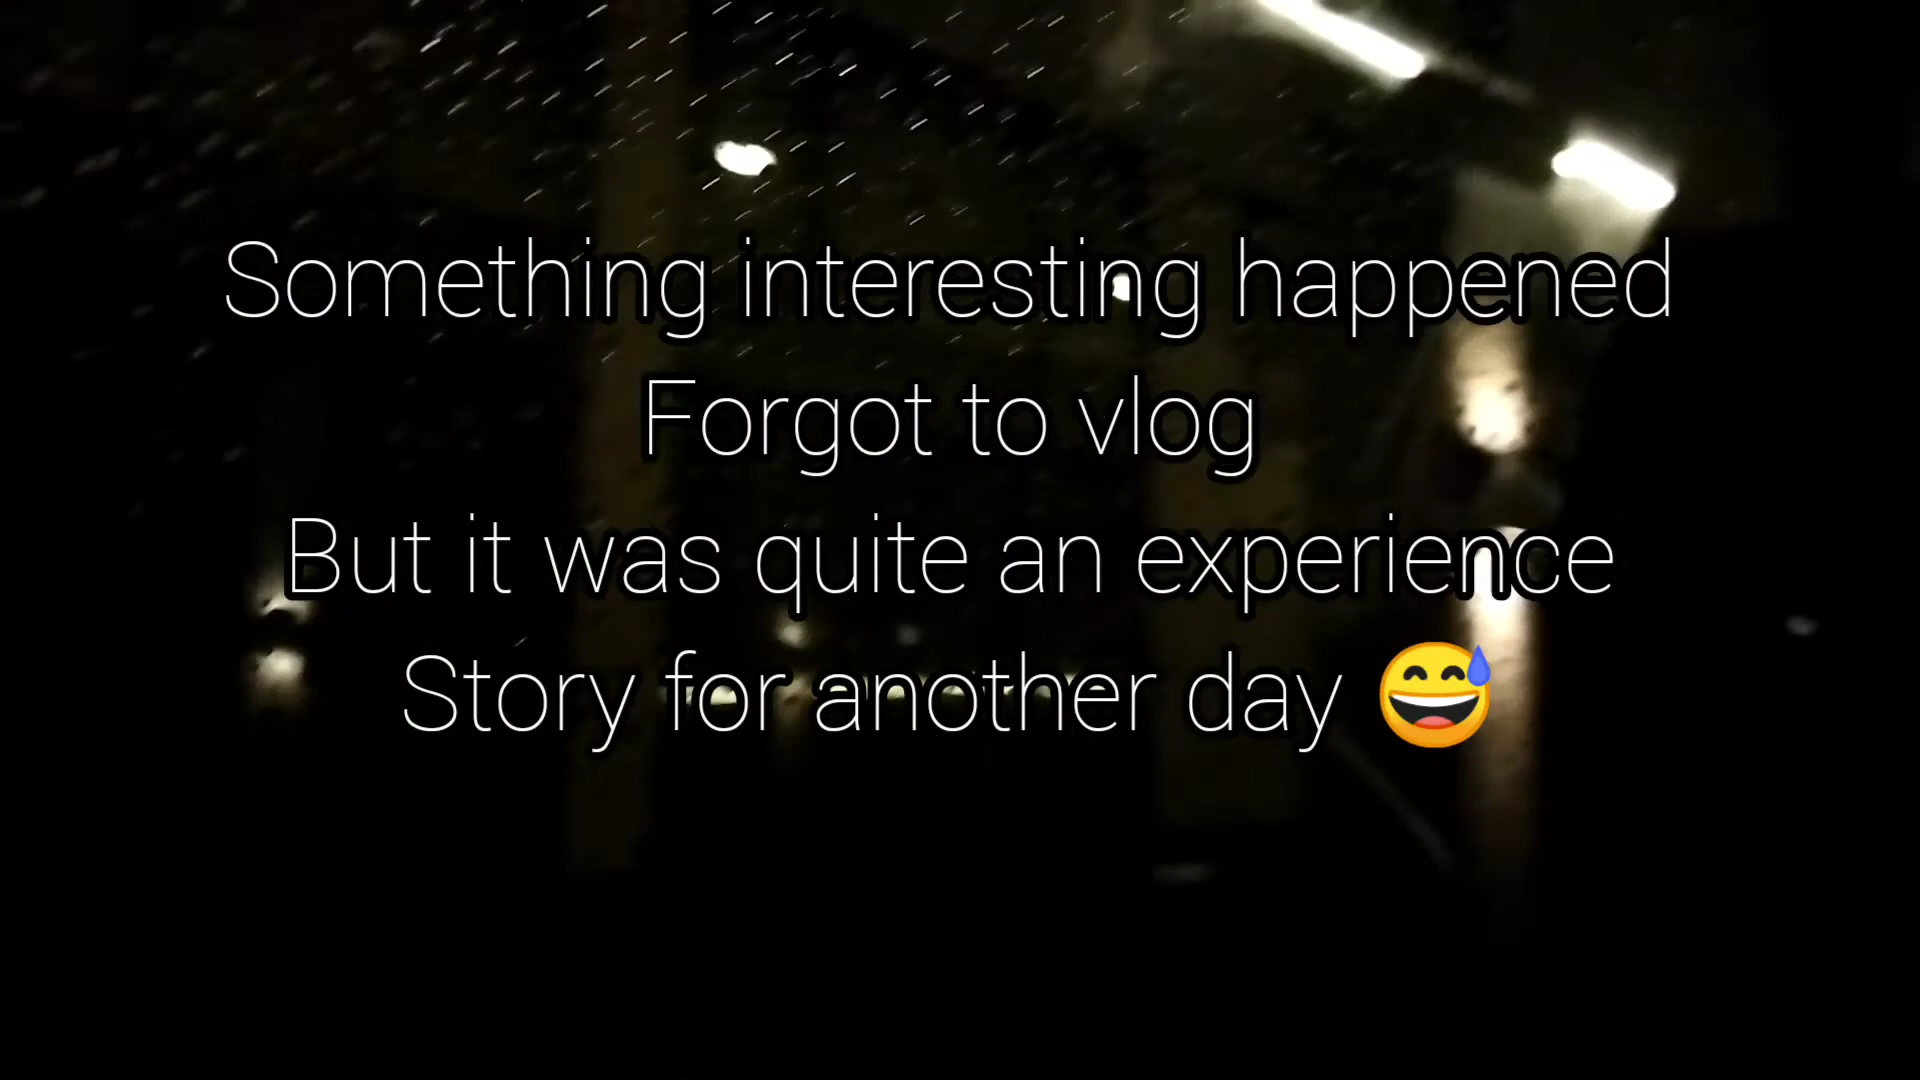 Something interesting happened
Forgot to vlog
But it was quite an experience
Story for another day 😅